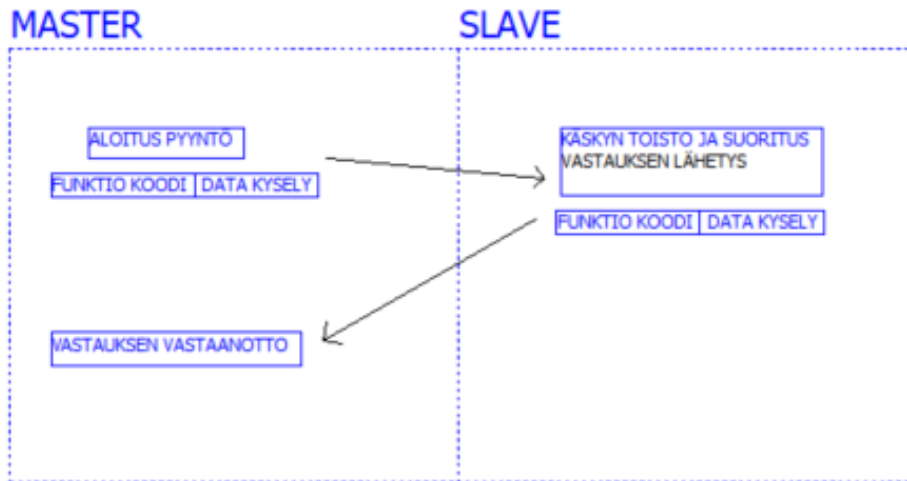 MASTER
SLAVE
ALOITUS PYYNTÖ
FUNKTIO KOODI DATA KYSELY
KÄSKYN TOISTO JA SUORITUS
VASTAUKSEN LÄHETYS
FUNKTIO KOODI DATA KYSELY
VASTAUKSEN VASTAANOTTO